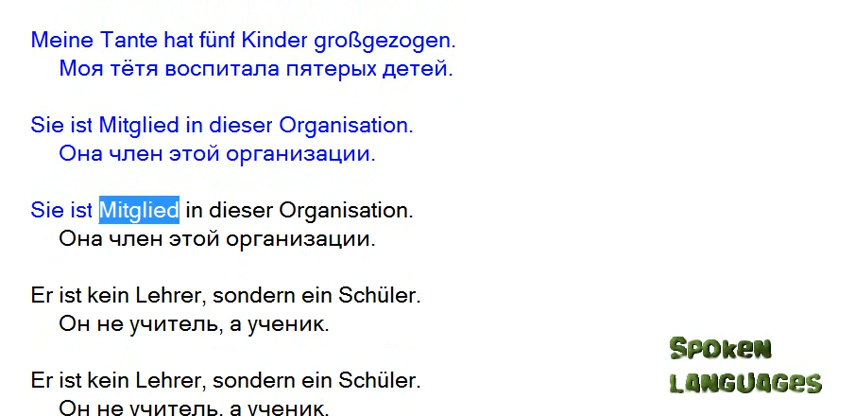 Meine Tante hat fünf Kinder großgezogen.
Моя тётя воспитала пятерых детей.
Sie ist Mitglied in dieser Organisation.
Она член этой организации.
Sie ist Mitglied in dieser Organisation.
Она член этой организации.
Er ist kein Lehrer, sondern ein Schüler.
Он не учитель, а ученик.
Er ist kein Lehrer, sondern ein Schüler.
Он не учитель, а ученик.
Spoken
Languages